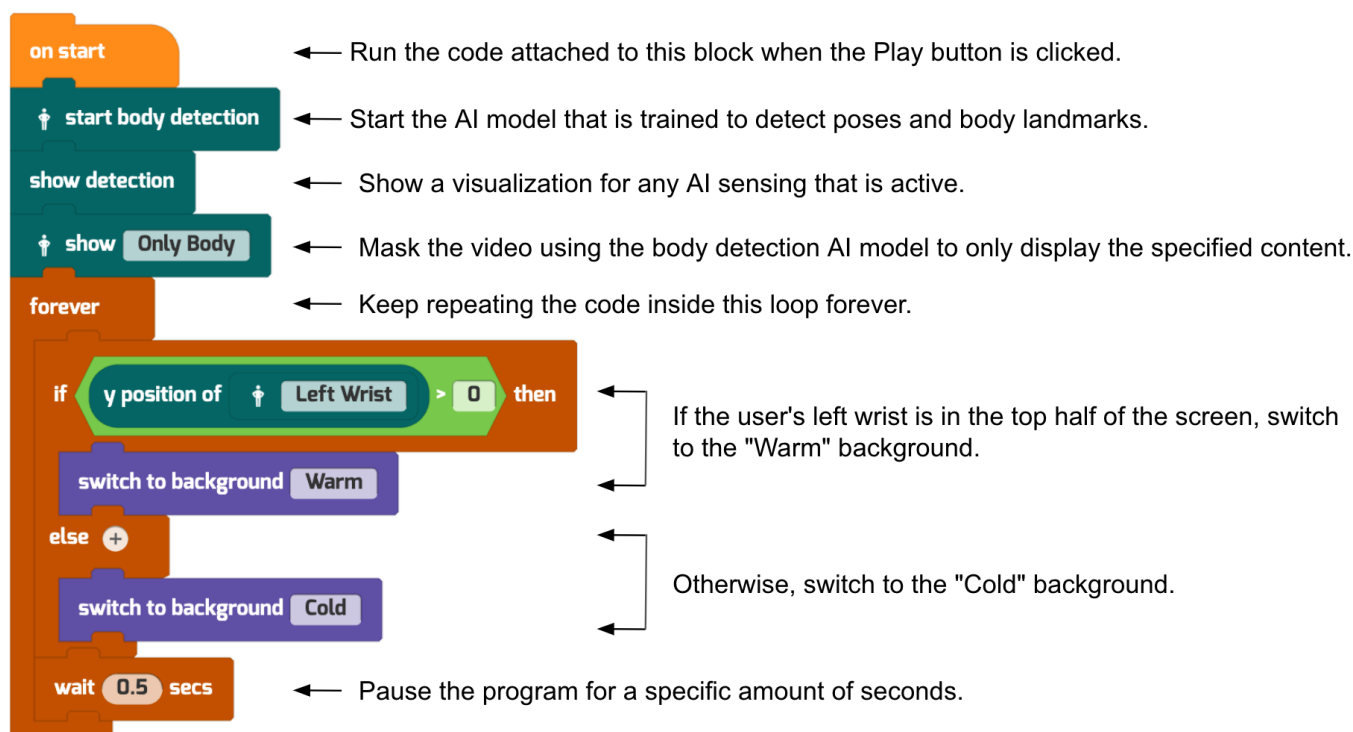 on start
Run the code attached to this block when the Play button is clicked.
start body detection
Start the AI model that is trained to detect poses and body landmarks.
show detection
Show a visualization for any AI sensing that is active.
show Only Body
Mask the video using the body detection AI model to only display the specified content.
forever
Keep repeating the code inside this loop forever.
if y position of Left Wrist > 0 then
If the user's left wrist is in the top half of the screen, switch
to the "Warm" background.
switch to background Warm
else +
Otherwise, switch to the "Cold" background.
switch to background Cold
wait 0.5 secs
Pause the program for a specific amount of seconds.